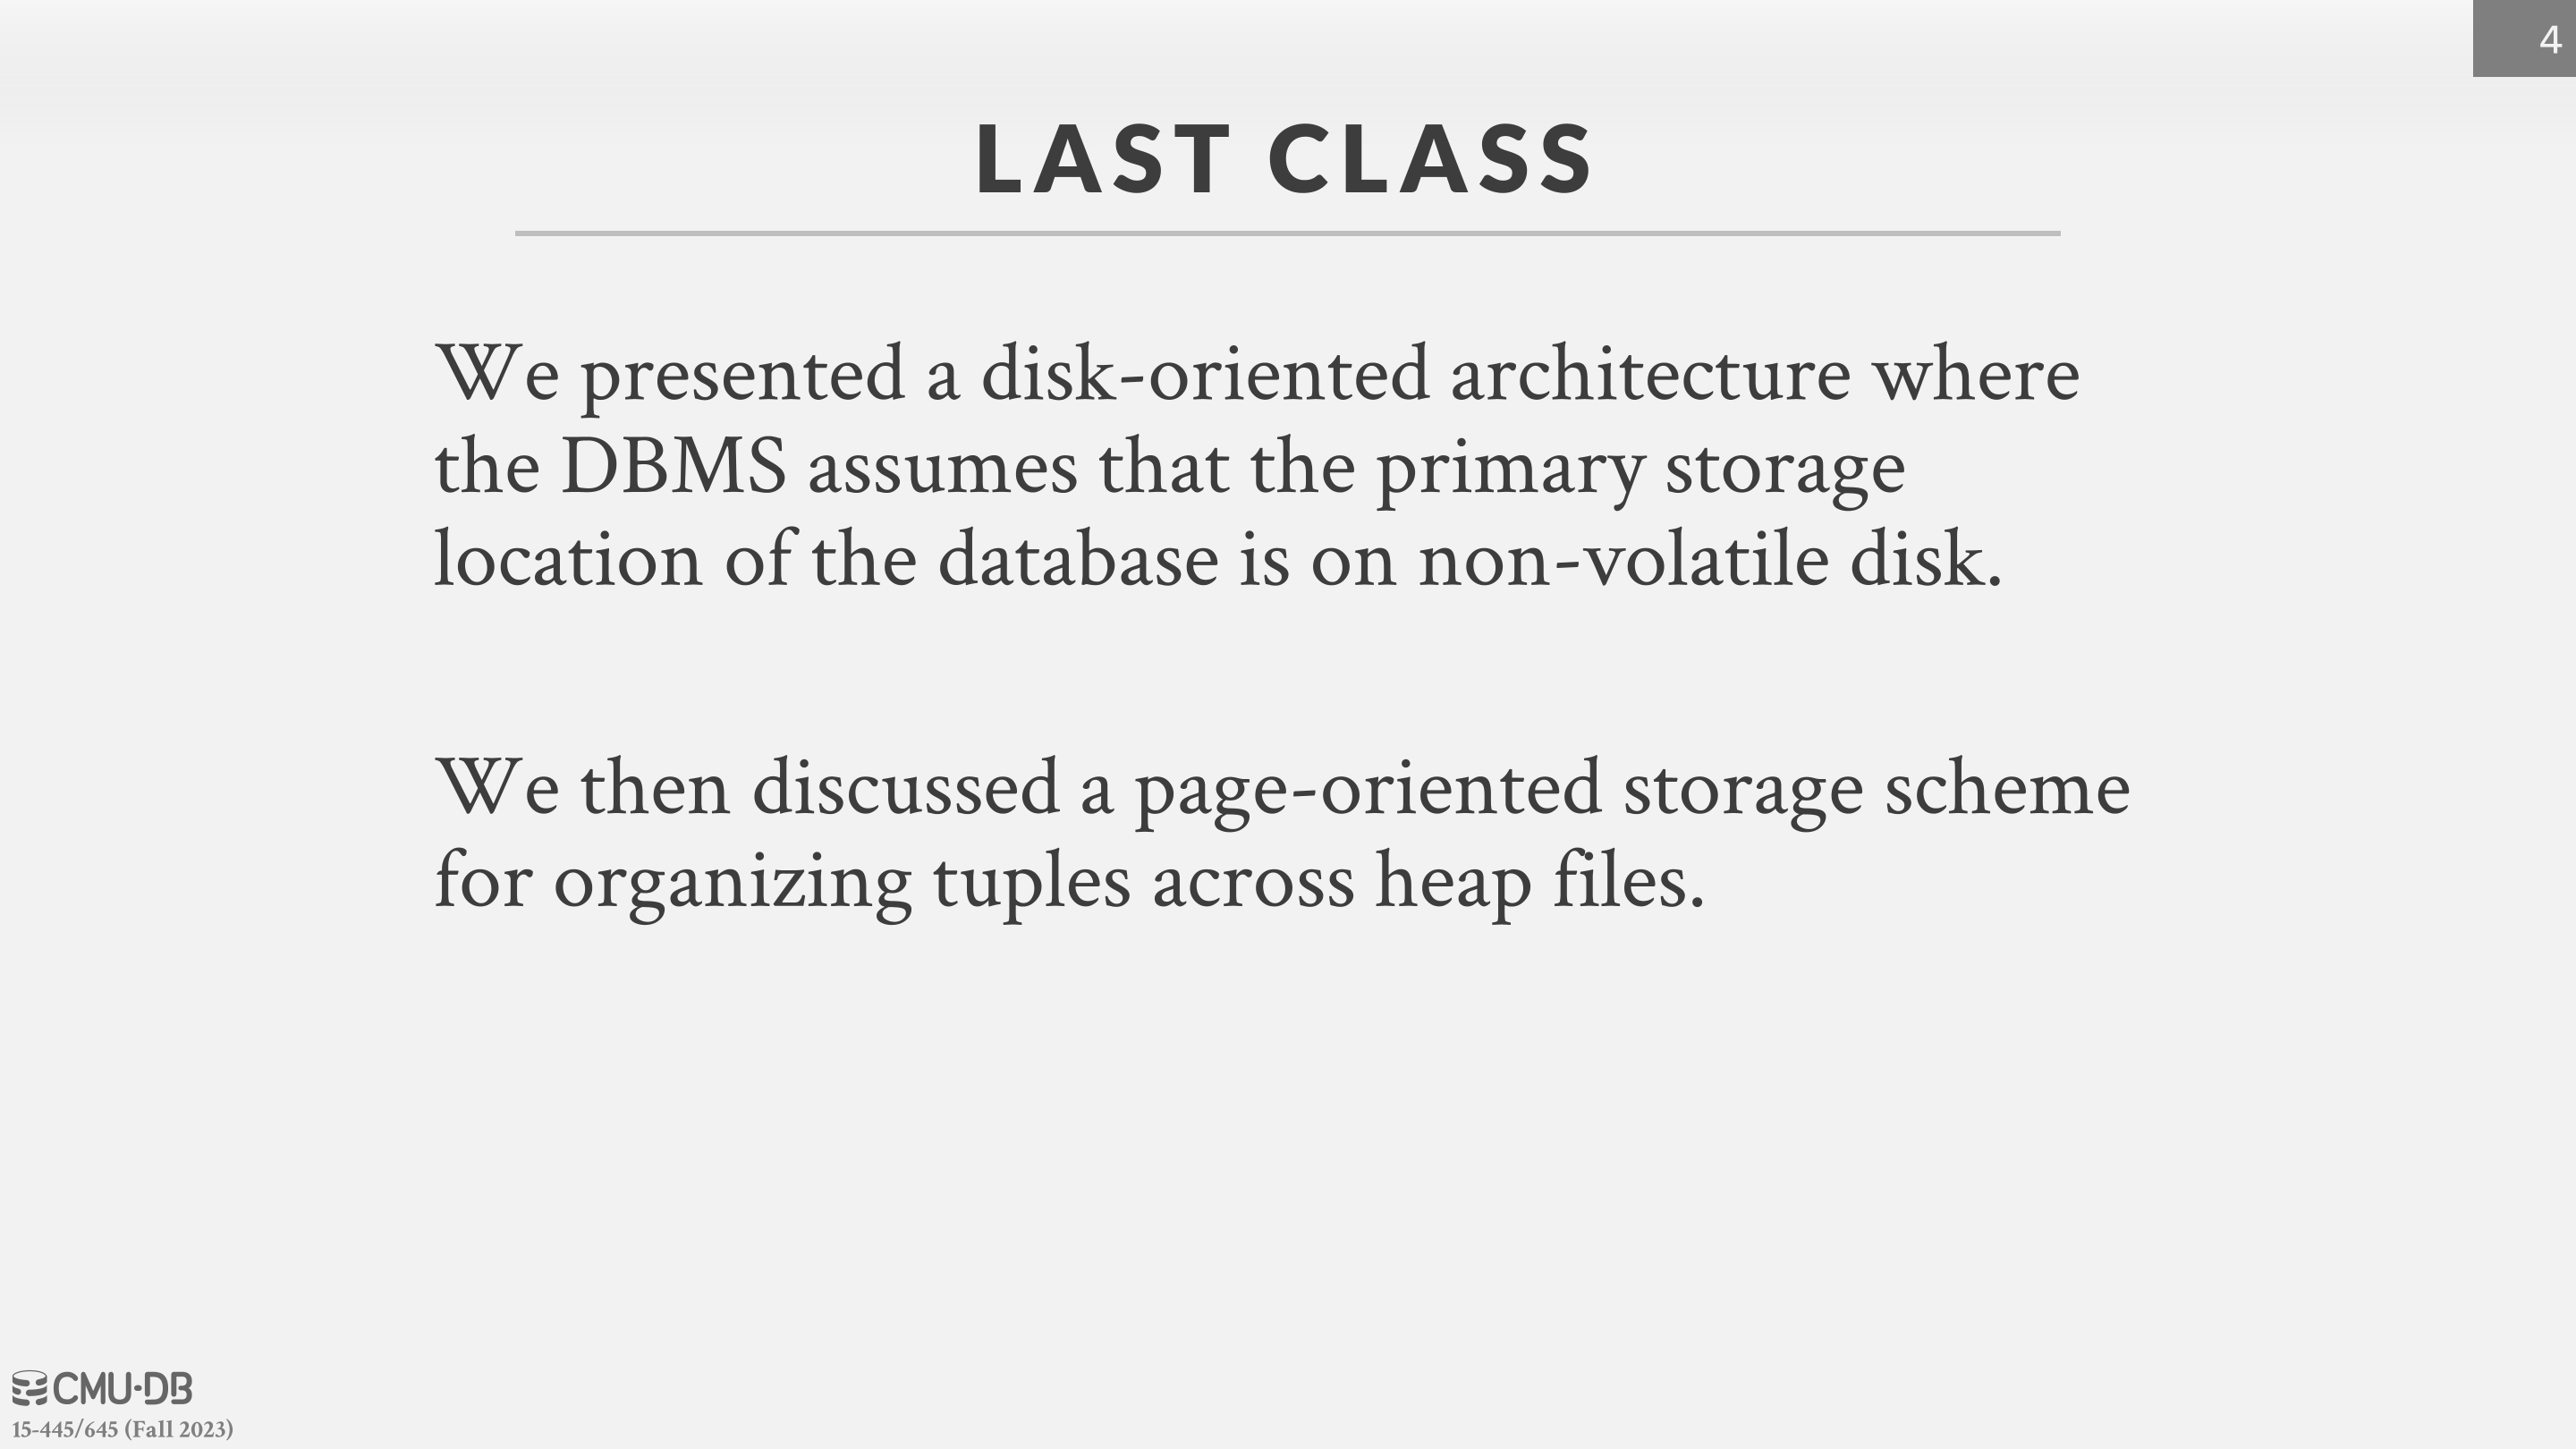 4
LAST CLASS
We presented a disk-oriented architecture where
the DBMS assumes that the primary storage
location of the database is on non-volatile disk.
We then discussed a page-oriented storage scheme
for organizing tuples across heap files.
CMU·DB
15-445/645 (Fall 2023)